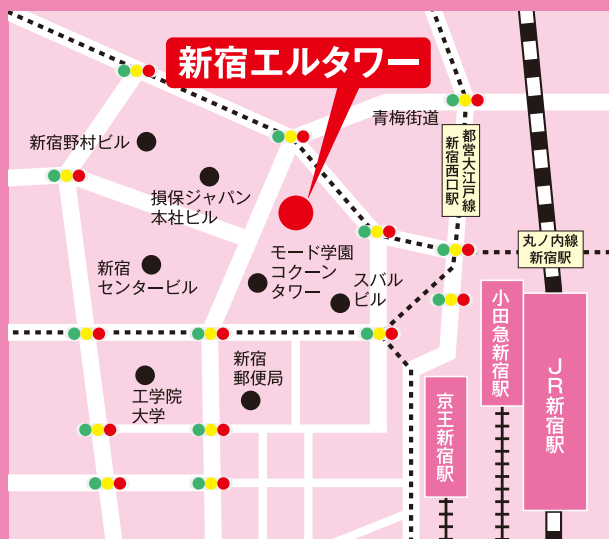 新宿エルタワー
青梅街道
新宿野村ビル
都営大江戸線
新宿西口駅
損保ジャパン
本社ビル
丸ノ内線
新宿駅
モード学園
コクーン
タワー
新宿
センタービル
スバル
ビル
小田急新宿駅
JR新宿駅
新宿
郵便局
工学院
大学
京王新宿駅